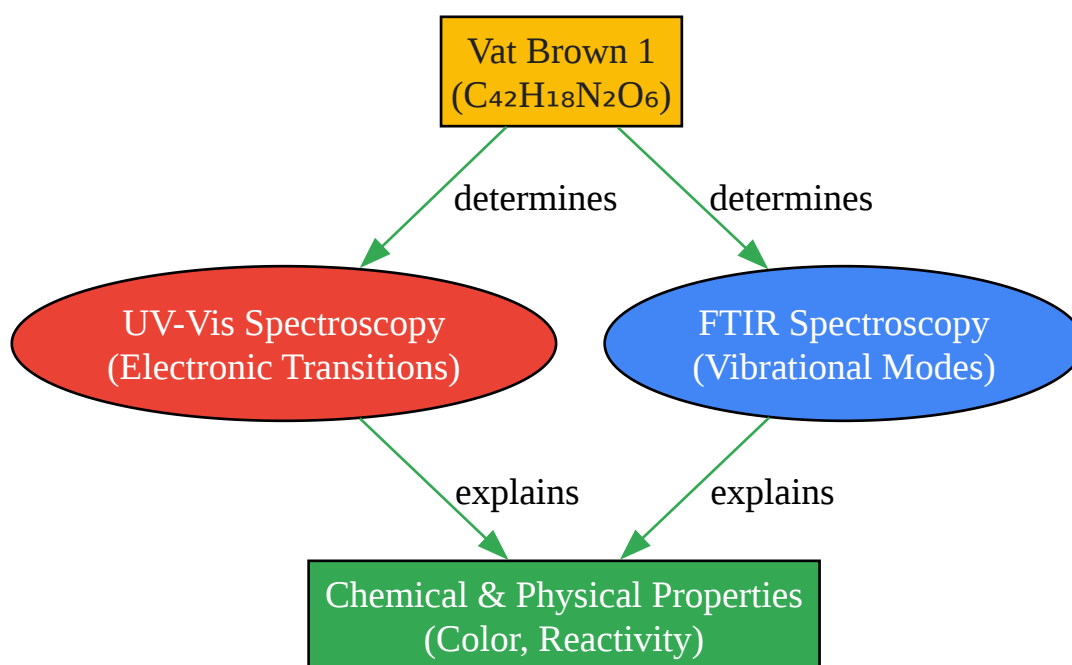 Vat Brown 1
(C₄₂H₁₈N₂O₆)
determines
determines
UV-Vis Spectroscopy
(Electronic Transitions)
FTIR Spectroscopy
(Vibrational Modes)
explains
explains
Chemical & Physical Properties
(Color, Reactivity)